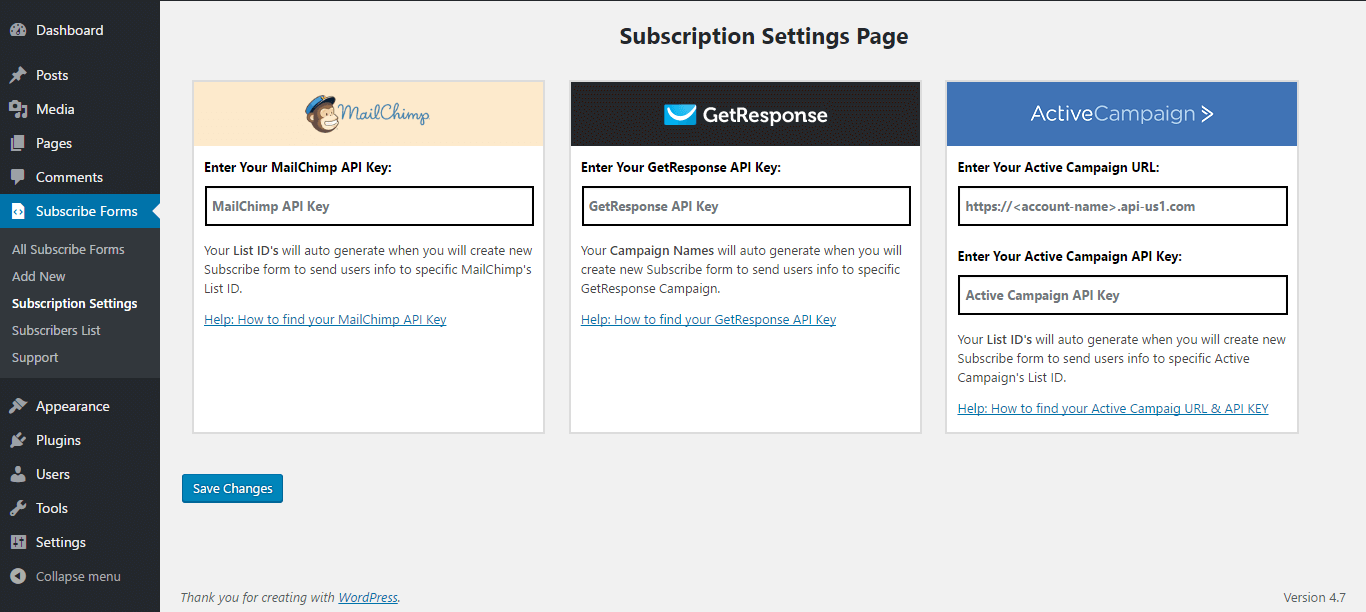 Dashboard
Posts
Media
Pages
Comments
Subscribe Forms
All Subscribe Forms
Add New
Subscription Settings
Subscribers List
Support
Appearance
Plugins
Users
Tools
Settings
Collapse menu
Subscription Settings Page
MailChimp
Enter Your MailChimp API Key:
MailChimp API Key
Your List ID's will auto generate when you will create new
Subscribe form to send users info to specific MailChimp's
List ID.
Help: How to find your MailChimp API Key
GetResponse
Enter Your GetResponse API Key:
GetResponse API Key
Your Campaign Names will auto generate when you will
create new Subscribe form to send users info to specific
GetResponse Campaign.
Help: How to find your GetResponse API Key
ActiveCampaign >
Enter Your Active Campaign URL:
https://<account-name>.api-us1.com
Enter Your Active Campaign API Key:
Active Campaign API Key
Your List ID's will auto generate when you will create new
Subscribe form to send users info to specific Active
Campaign's List ID.
Help: How to find your Active Campaig URL & API KEY
Save Changes
Thank you for creating with WordPress.
Version 4.7